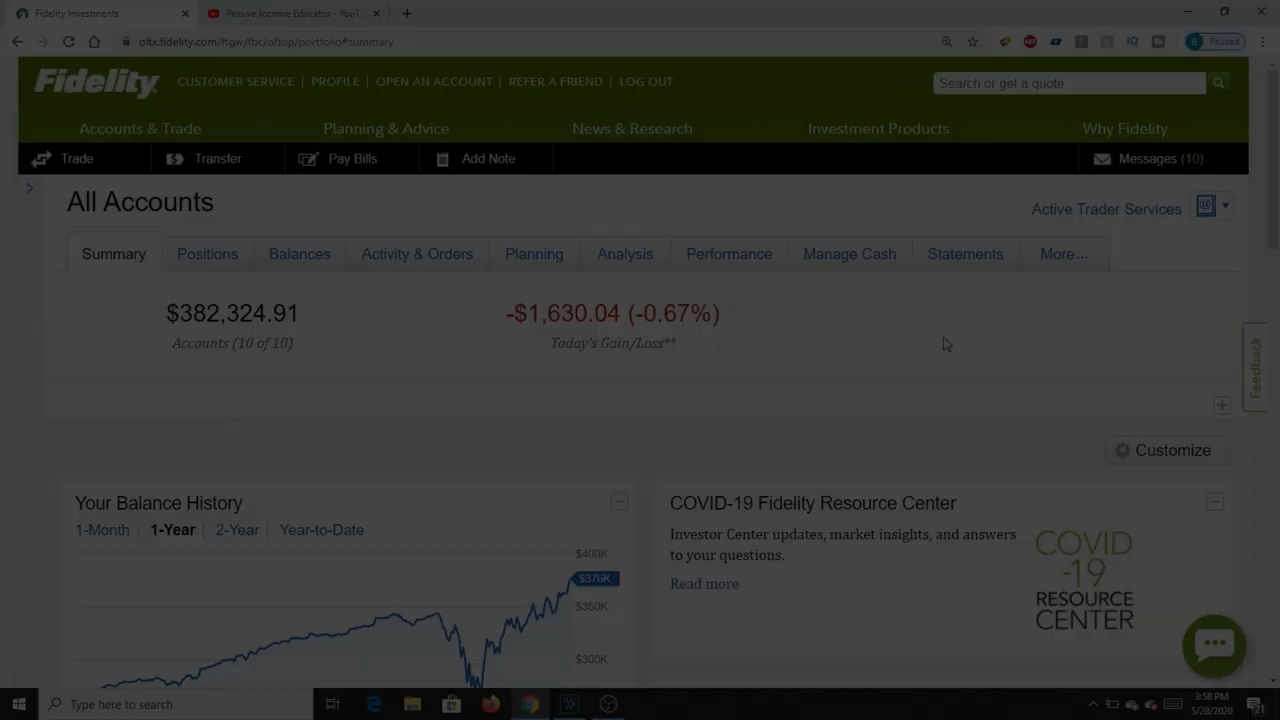 Fidelity Investments
Passive Income Educator - YouT
oltx.fidelity.com/ftgw/fbc/oftop/portfolio#summary
Paused
Fidelity
CUSTOMER SERVICE | PROFILE | OPEN AN ACCOUNT | REFER A FRIEND | LOG OUT
Search or get a quote
Accounts & Trade
Planning & Advice
News & Research
Investment Products
Why Fidelity
Trade
Transfer
Pay Bills
Add Note
Messages (10)
All Accounts
Active Trader Services
Summary
Positions
Balances
Activity & Orders
Planning
Analysis
Performance
Manage Cash
Statements
More...
$382,324.91
-$1,630.04 (-0.67%)
Accounts (10 of 10)
Today's Gain/Loss**
Feedback
Customize
Your Balance History
1-Month | 1-Year | 2-Year | Year-to-Date
$400K
$376K
$350K
$300K
COVID-19 Fidelity Resource Center
Investor Center updates, market insights, and answers
to your questions.
Read more
COVID
-19
RESOURCE
CENTER
Type here to search
3:58 PM
5/28/2020
21